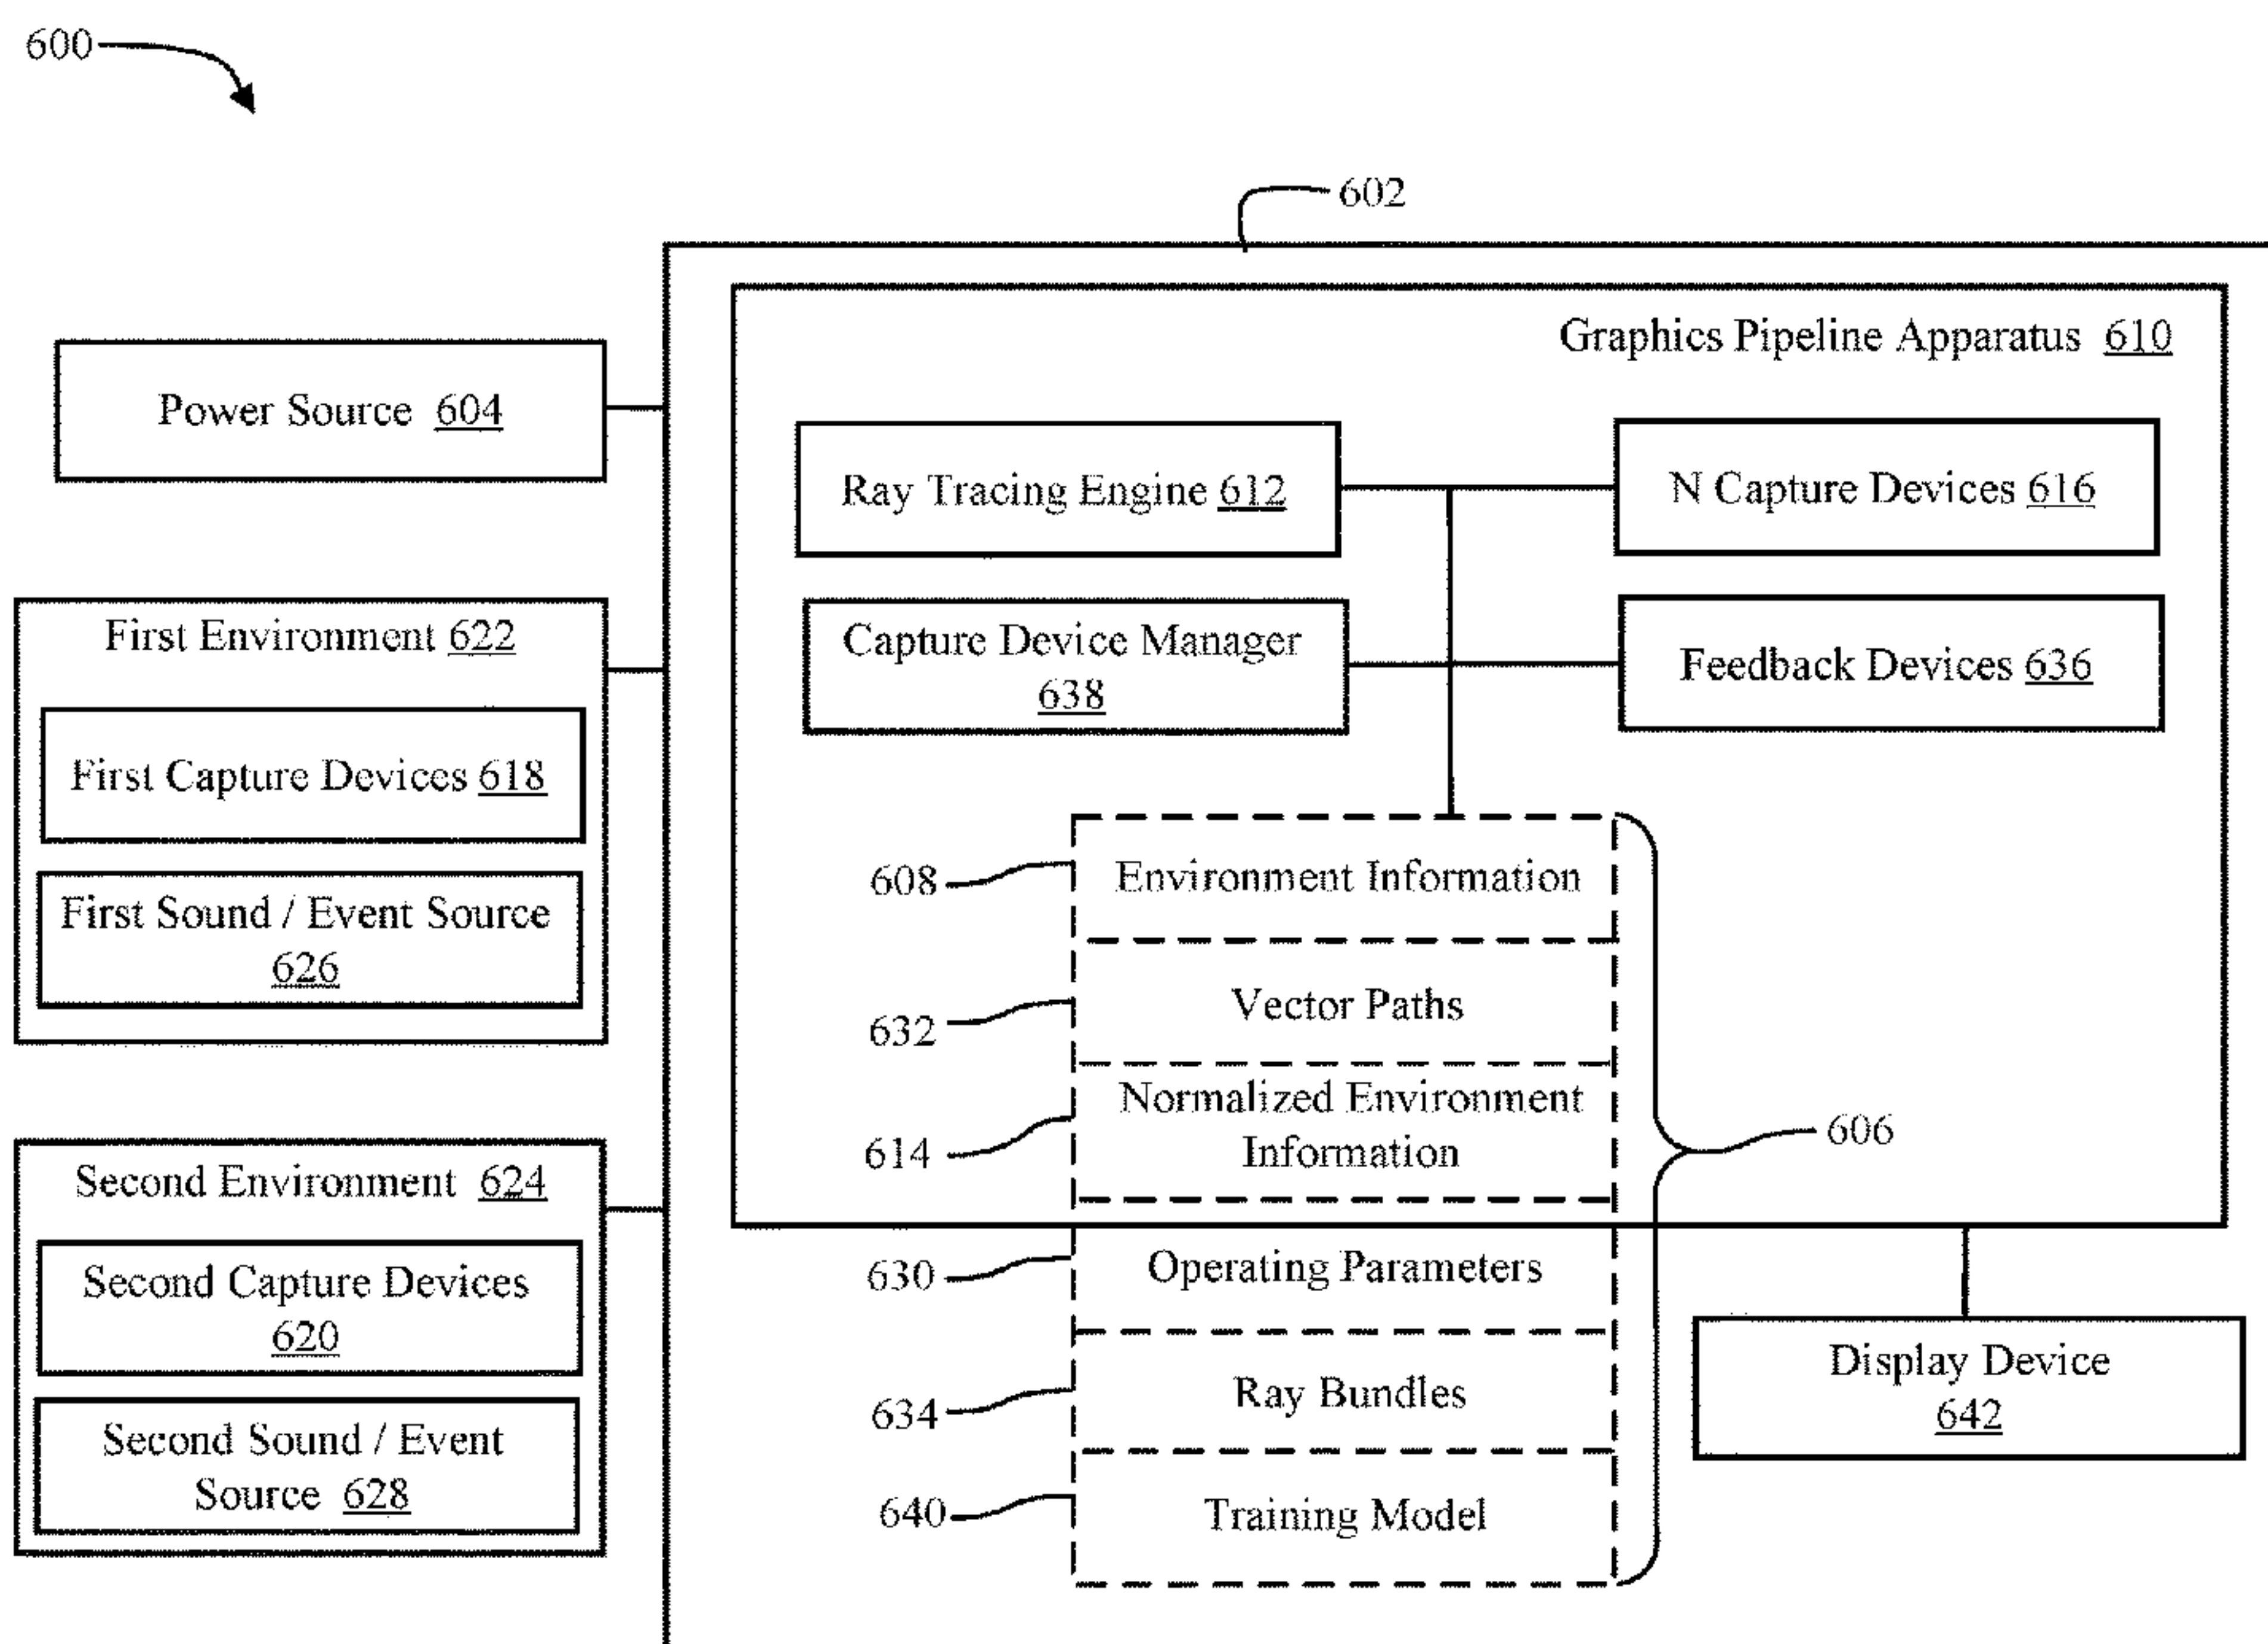 600
602
Graphics Pipeline Apparatus 610
Power Source 604
Ray Tracing Engine 612
N Capture Devices 616
First Environment 622
Capture Device Manager
638
Feedback Devices 636
First Capture Devices 618
608
Environment Information
First Sound / Event Source
626
632
Vector Paths
Normalized Environment
Information
614
606
Second Environment 624
630
Operating Parameters
Second Capture Devices
620
Display Device
642
634
Ray Bundles
Second Sound / Event
Source 628
640
Training Model